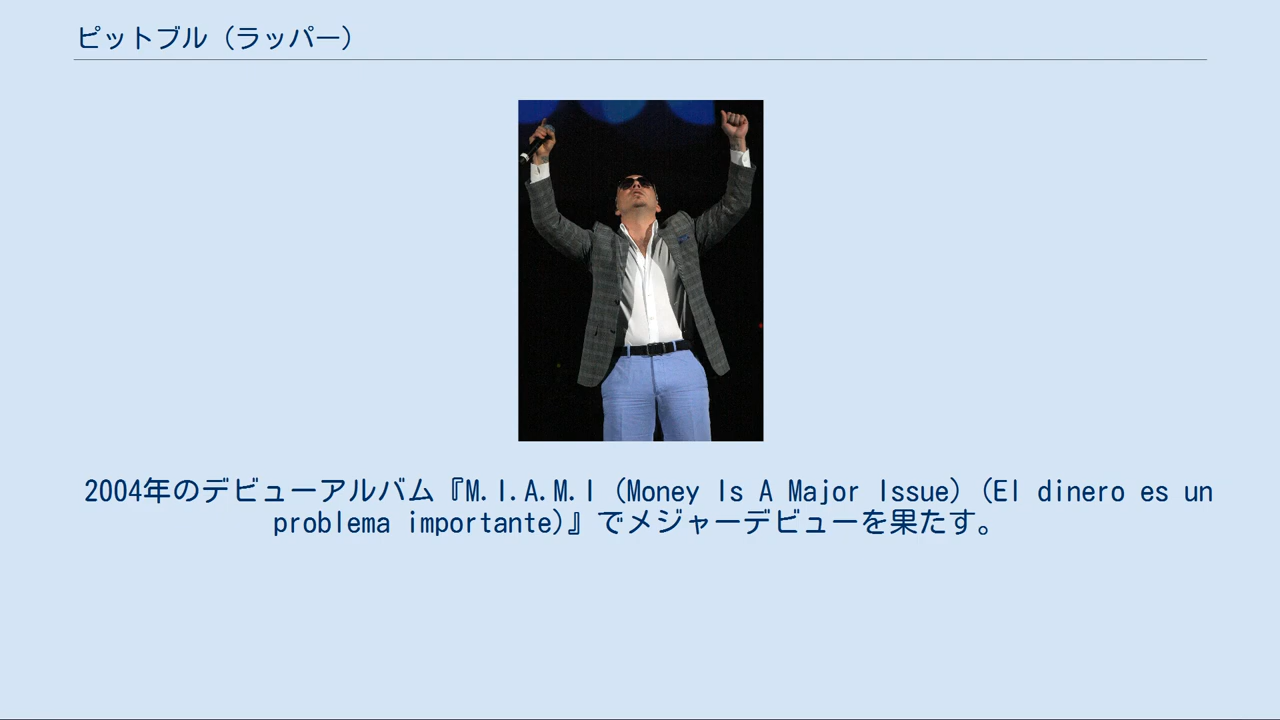 ピットブル (ラッパー)
2004年のデビューアルバム『M.I.A.M.I (Money Is A Major Issue) (El dinero es un
problema importante)』でメジャーデビューを果たす。